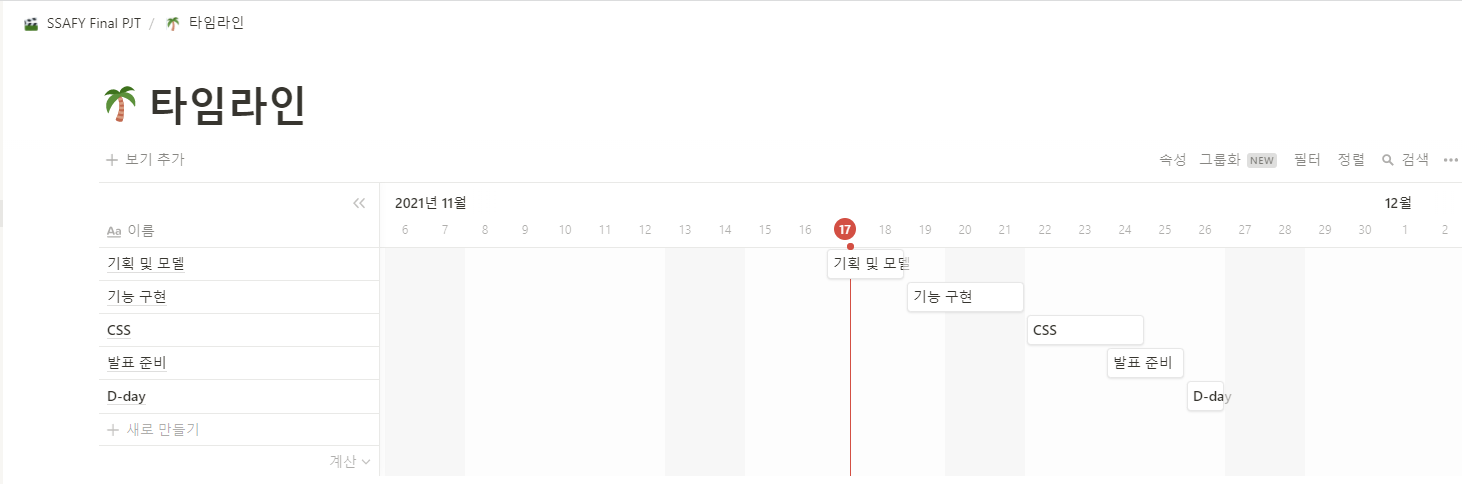 SSAFY Final PJT / 타임라인
타임라인
+ 보기 추가
속성 그룹화 NEW 필터 정렬 검색 •••
2021년 11월 12월
Aa 이름
6 7 8 9 10 11 12 13 14 15 16 17 18 19 20 21 22 23 24 25 26 27 28 29 30 1 2
기획 및 모델 기획 및 모델
기능 구현 기능 구현
CSS CSS
발표 준비 발표 준비
D-day D-day
+ 새로 만들기
계산